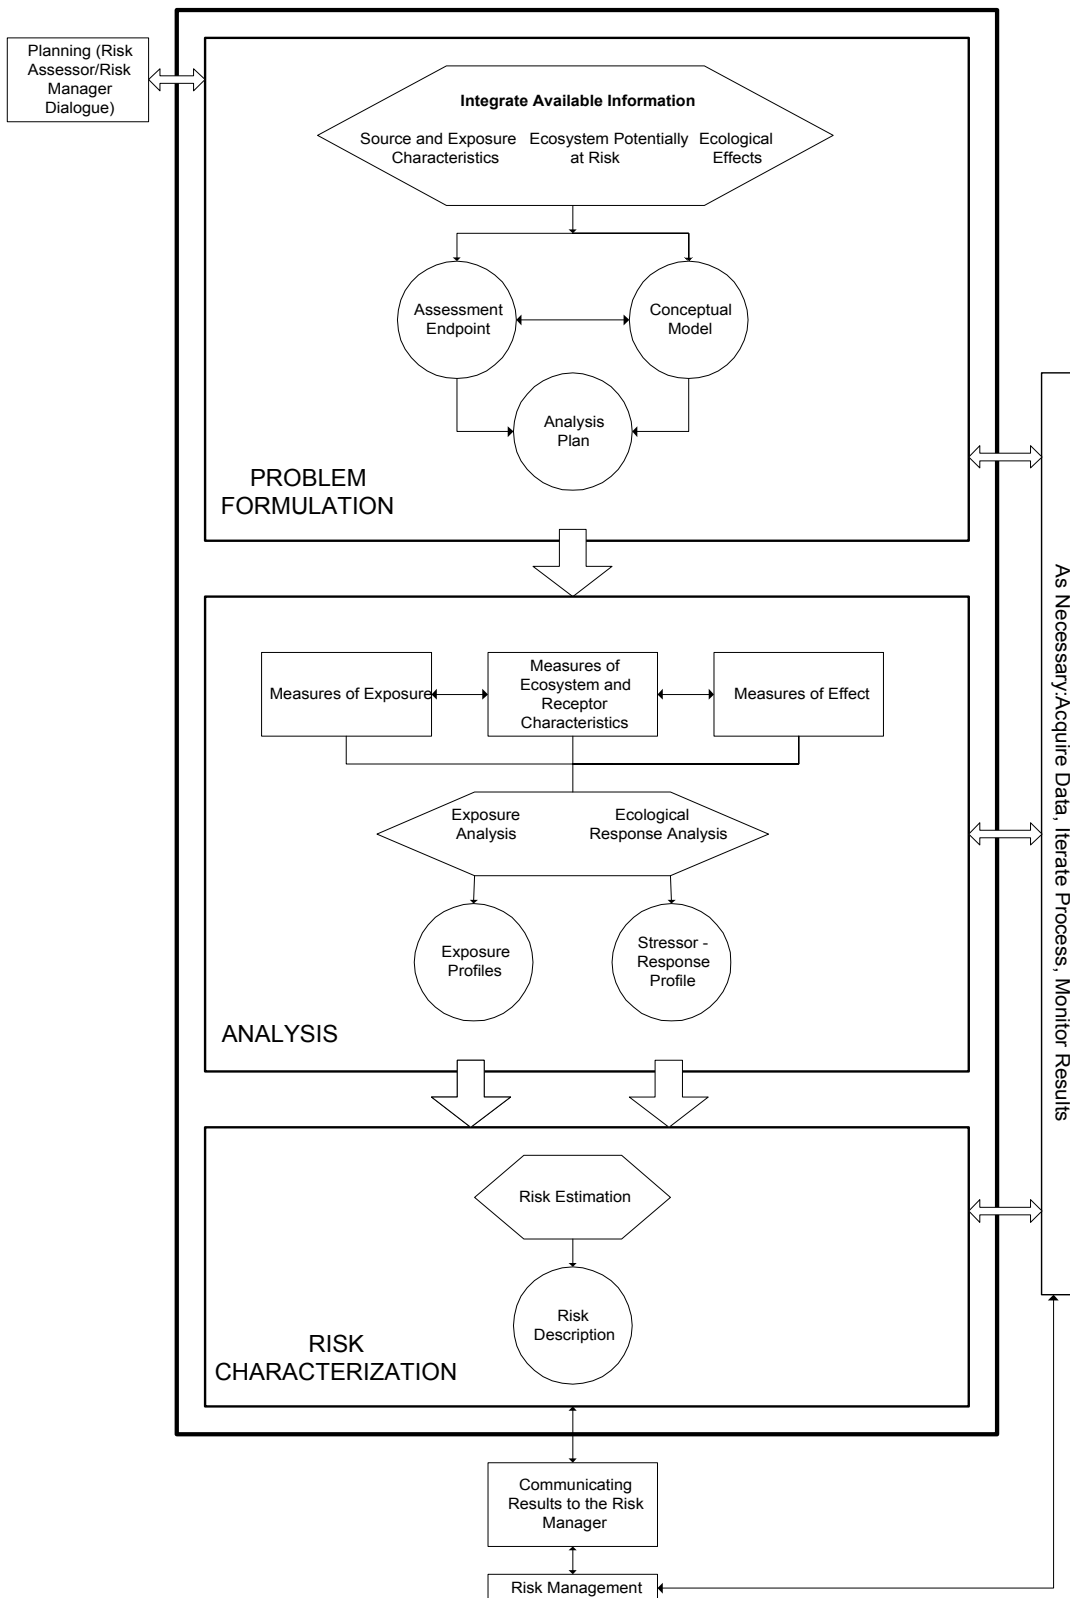 Planning (Risk
Assessor/Risk
Manager
Dialogue)
Integrate Available Information
Source and Exposure
Characteristics
Ecosystem Potentially
at Risk
Ecological
Effects
Assessment
Endpoint
Conceptual
Model
Analysis
Plan
PROBLEM
FORMULATION
As Necessary:Acquire Data, Iterate Process, Monitor Results
Measures of Exposure
Measures of
Ecosystem and
Receptor
Characteristics
Measures of Effect
Exposure
Analysis
Ecological
Response Analysis
Exposure
Profiles
Stressor -
Response
Profile
ANALYSIS
Risk Estimation
Risk
Description
RISK
CHARACTERIZATION
Communicating
Results to the Risk
Manager
Risk Management